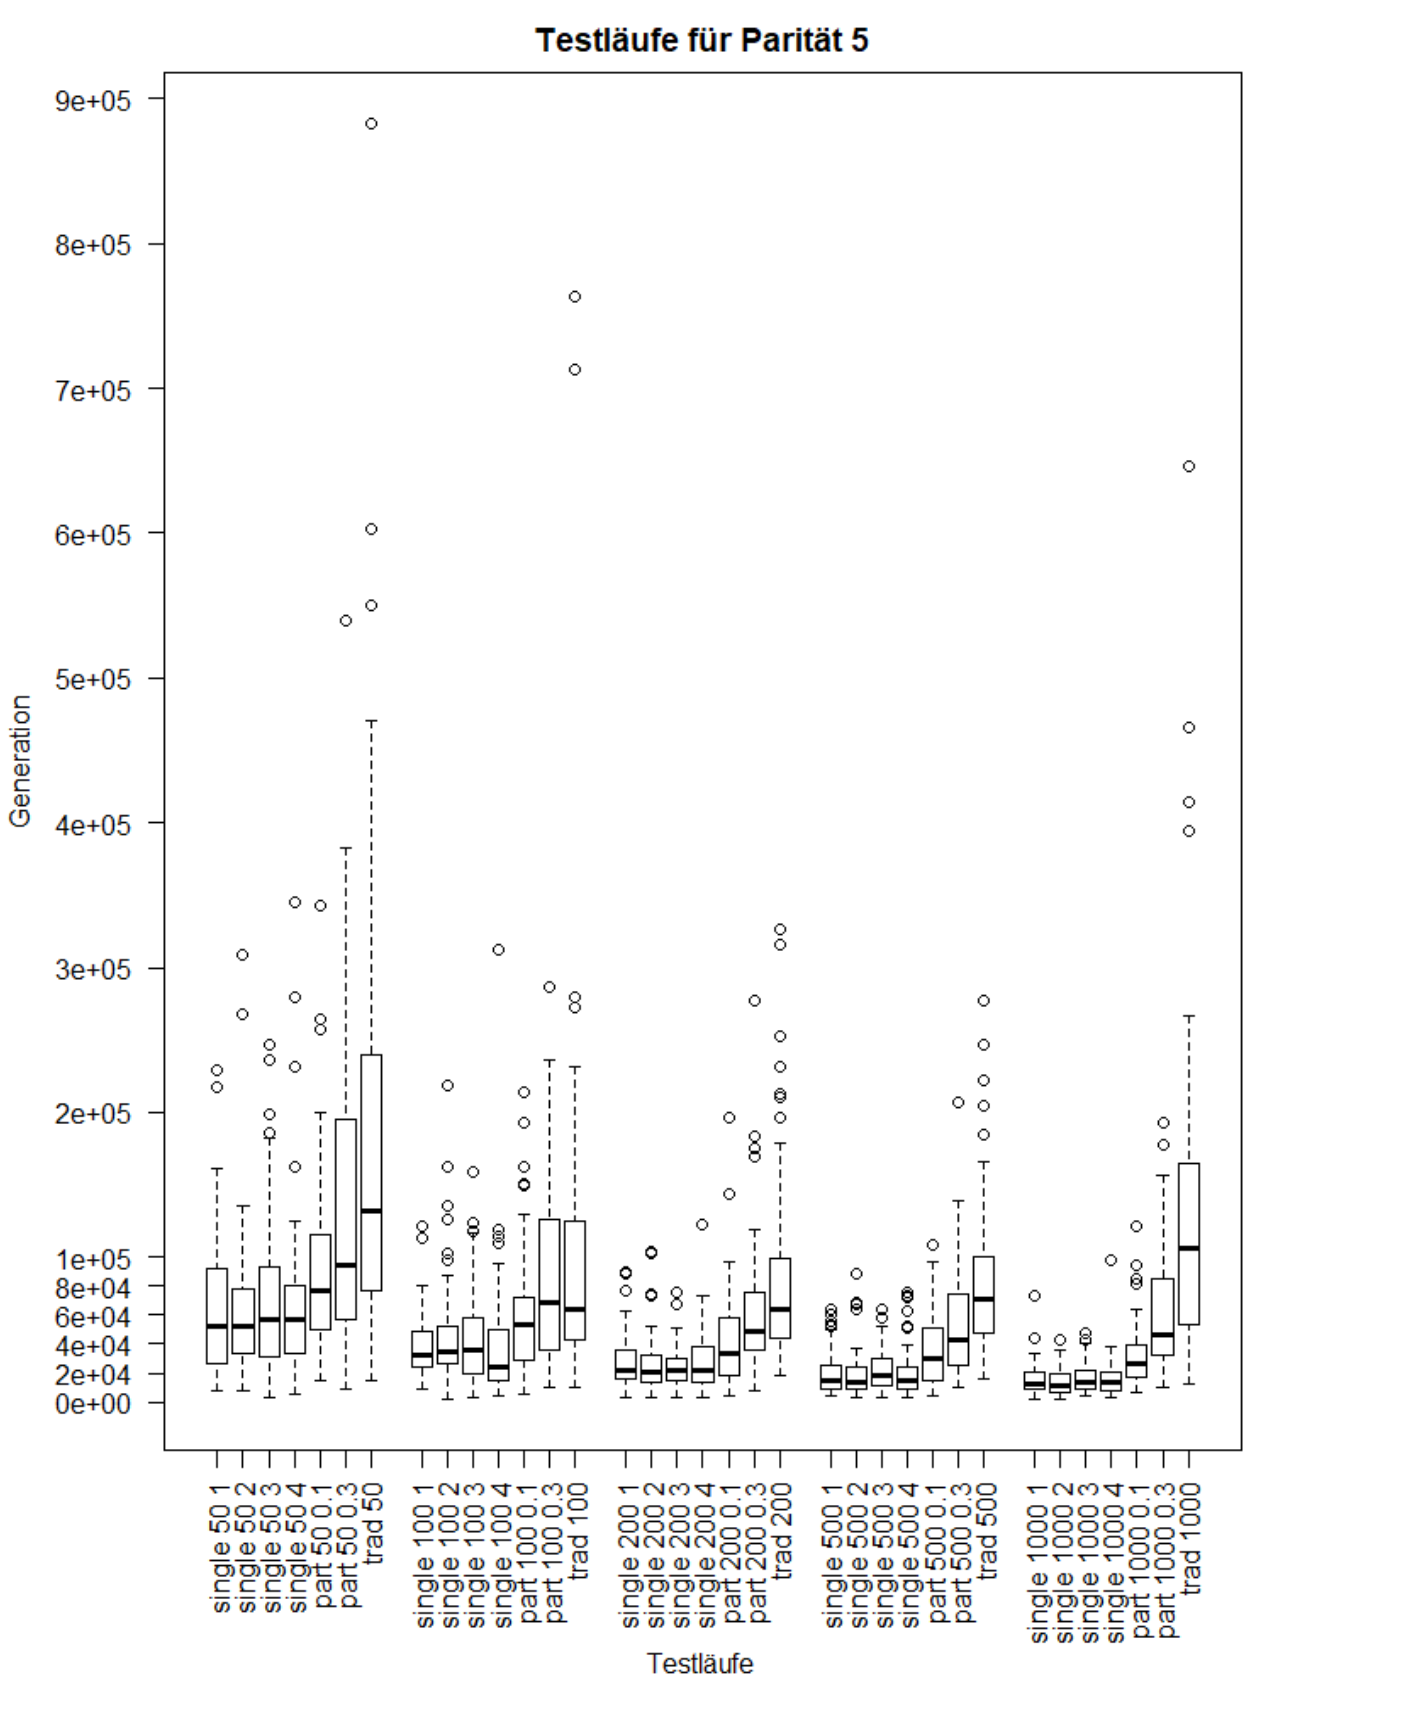 Testläufe für Parität 5
9e+05
8e+05
7e+05
6e+05
5e+05
4e+05
3e+05
2e+05
1e+05
8e+04
6e+04
4e+04
2e+04
0e+00
Generation
single 50 1
single 50 2
single 50 3
single 50 4
part 50 0.1
part 50 0.3
trad 50
single 100 1
single 100 2
single 100 3
single 100 4
part 100 0.1
part 100 0.3
trad 100
single 200 1
single 200 2
single 200 3
single 200 4
part 200 0.1
part 200 0.3
trad 200
single 500 1
single 500 2
single 500 3
single 500 4
part 500 0.1
part 500 0.3
trad 500
single 1000 1
single 1000 2
single 1000 3
single 1000 4
part 1000 0.1
part 1000 0.3
trad 1000
Testläufe